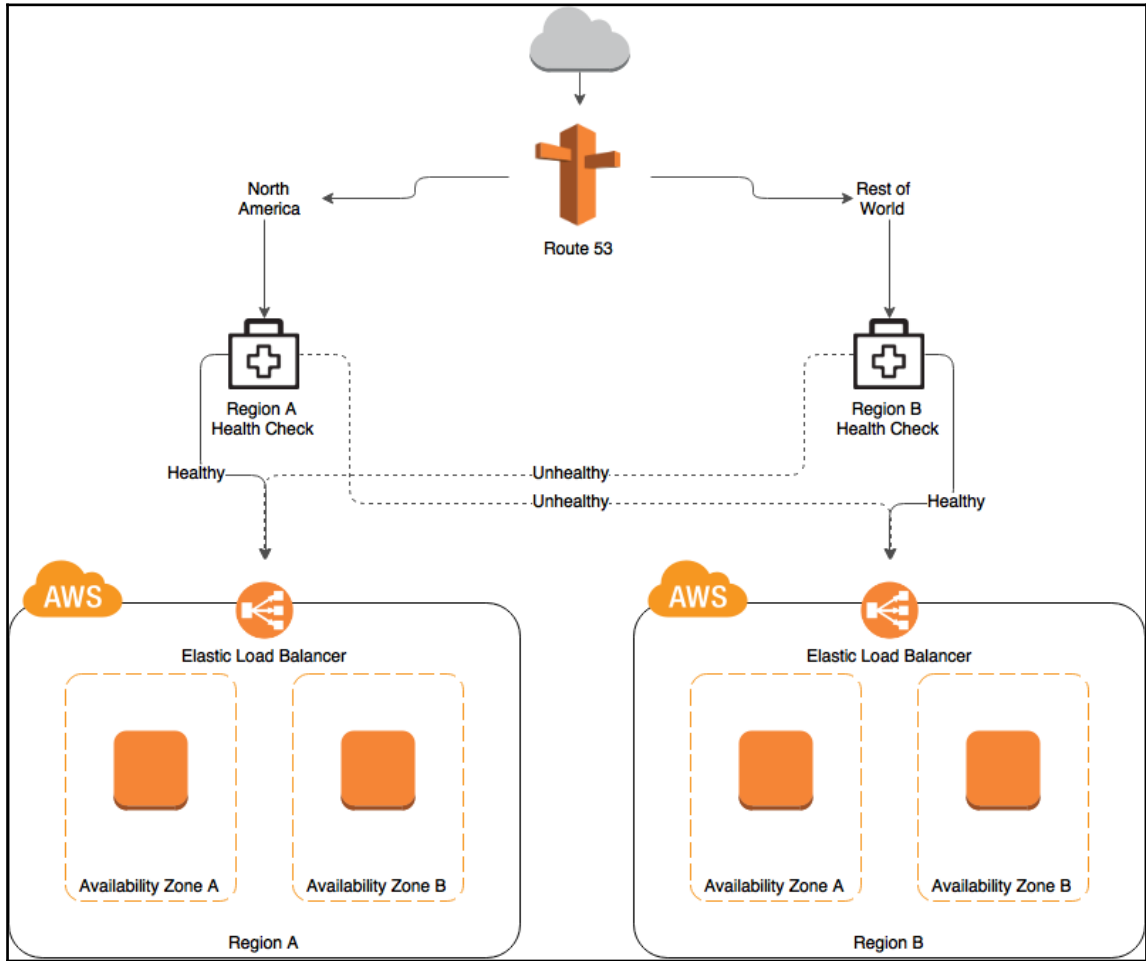 North
America
Rest of
World
Route 53
Region A
Health Check
Region B
Health Check
Healthy
Unhealthy
Unhealthy
Healthy
AWS
AWS
Elastic Load Balancer
Elastic Load Balancer
Availability Zone A
Availability Zone B
Availability Zone A
Availability Zone B
Region A
Region B